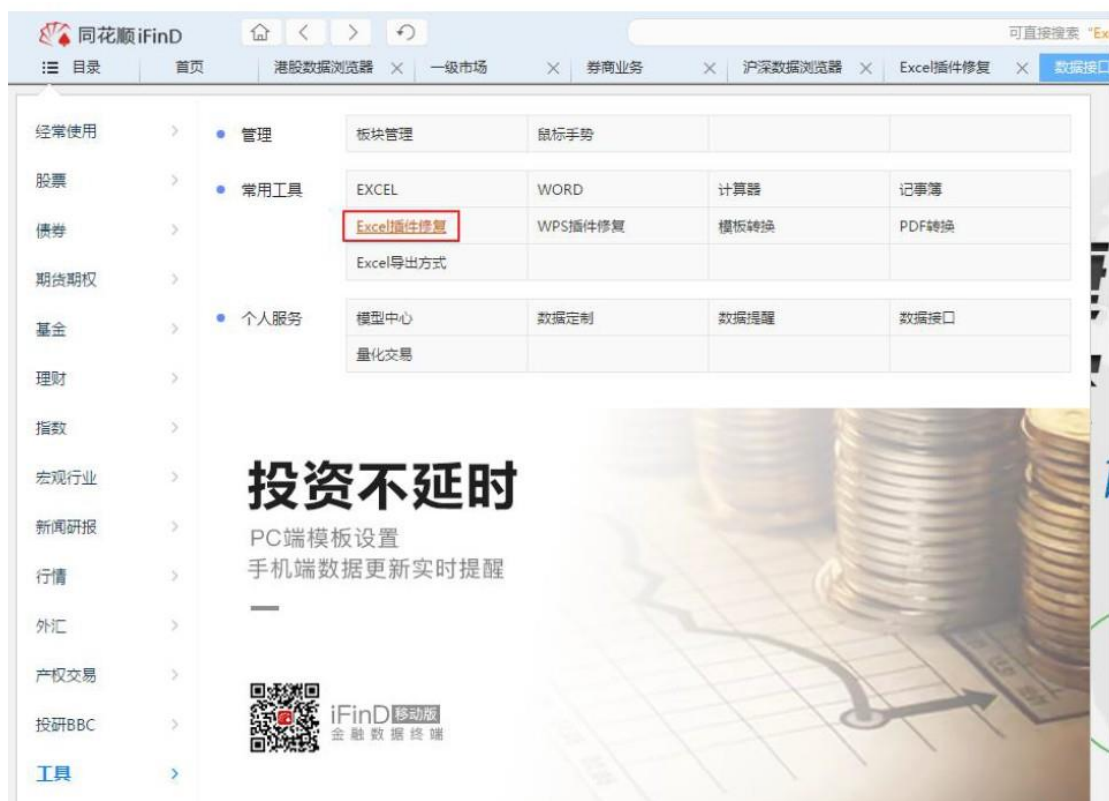 同花顺iFinD
可直接搜索 "Ex
目录 首页 港股数据浏览器 一级市场 券商业务 沪深数据浏览器 Excel插件修复 数据接口
经常使用
股票
债券
期货期权
基金
理财
指数
宏观行业
新闻研报
行情
外汇
产权交易
投研BBC
工具
管理 板块管理 鼠标手势
常用工具 EXCEL WORD 计算器 记事簿
Excel插件修复 WPS插件修复 模板转换 PDF转换
Excel导出方式
个人服务 模型中心 数据定制 数据提醒 数据接口
量化交易
投资不延时
PC端模板设置
手机端数据更新实时提醒
iFinD 移动版
金融数据终端